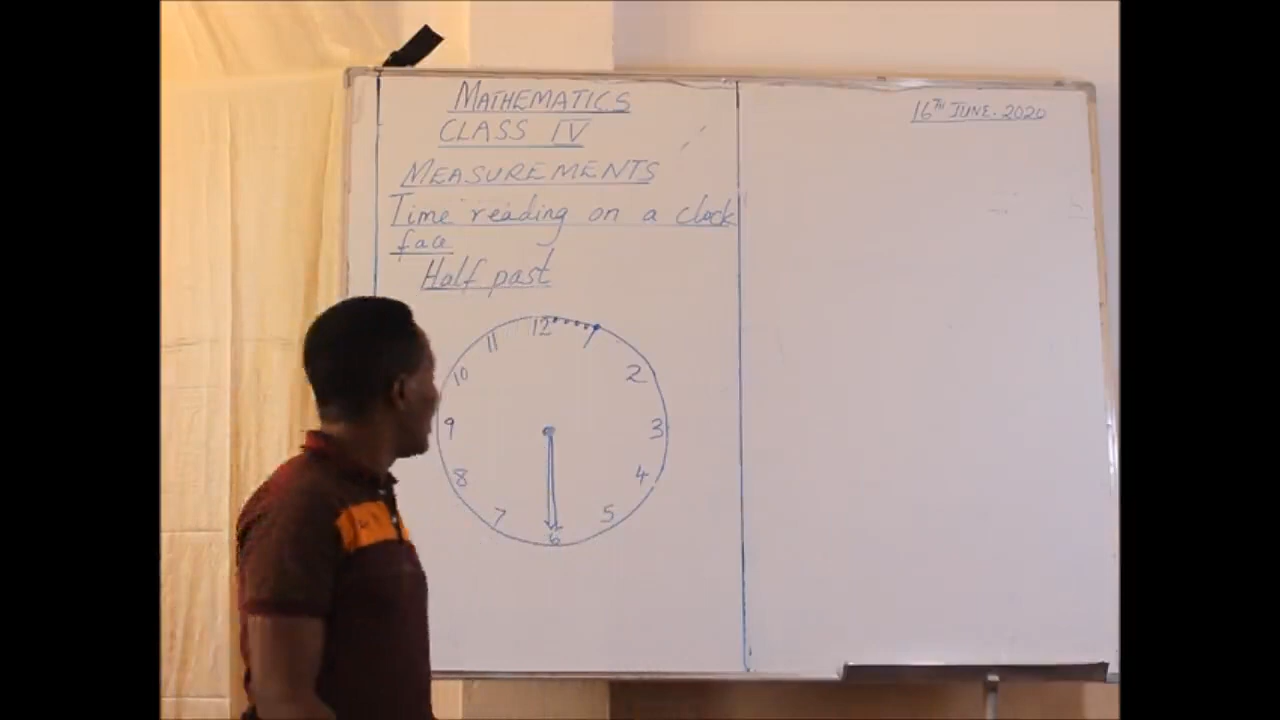 MATHEMATICS
CLASS IV
MEASUREMENTS
Time reading on a clock
face
Half past
16TH JUNE. 2020
12
1
11
2
10
3
9
4
8
5
7
6